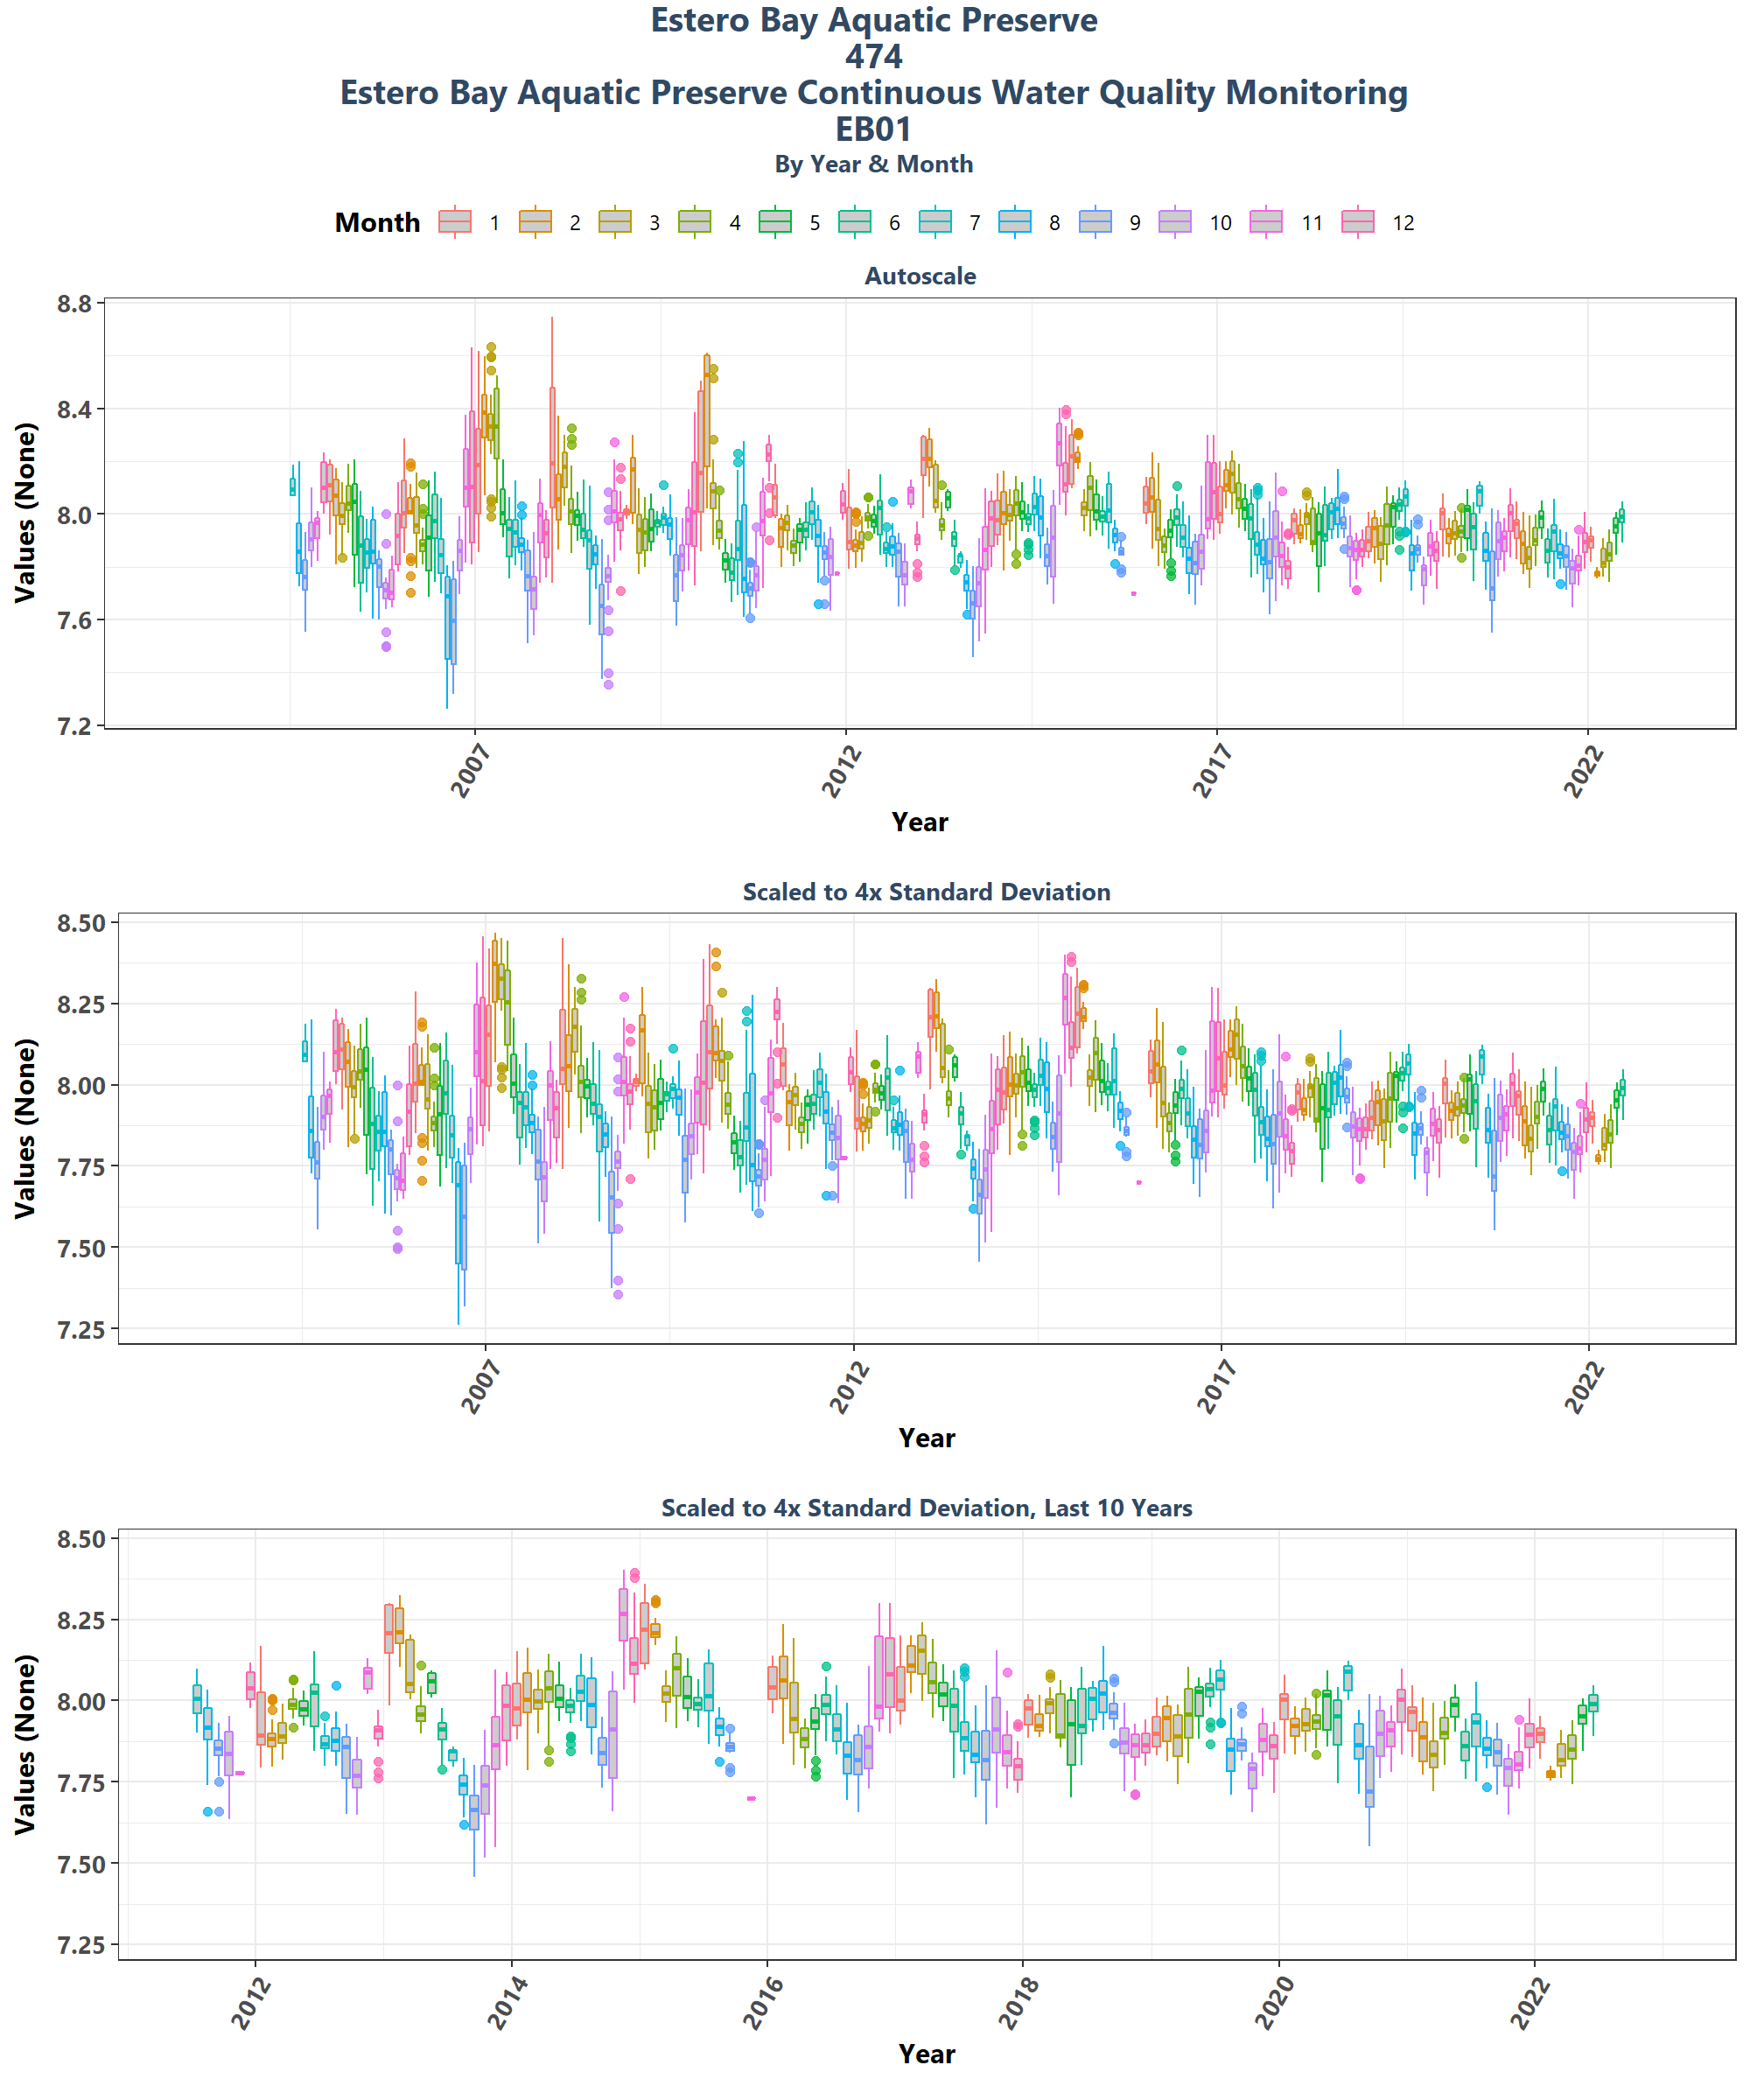 Estero Bay Aquatic Preserve
474
Estero Bay Aquatic Preserve Continuous Water Quality Monitoring
EB01
By Year & Month
Month 1 2 3 4 5 6 7 8 9 10 11 12
Autoscale
8.8
8.4
8.0
7.6
7.2
Values (None)
2007 2012 2017 2022
Year
Scaled to 4x Standard Deviation
8.50
8.25
8.00
7.75
7.50
7.25
Values (None)
2007 2012 2017 2022
Year
Scaled to 4x Standard Deviation, Last 10 Years
8.50
8.25
8.00
7.75
7.50
7.25
Values (None)
2012 2014 2016 2018 2020 2022
Year